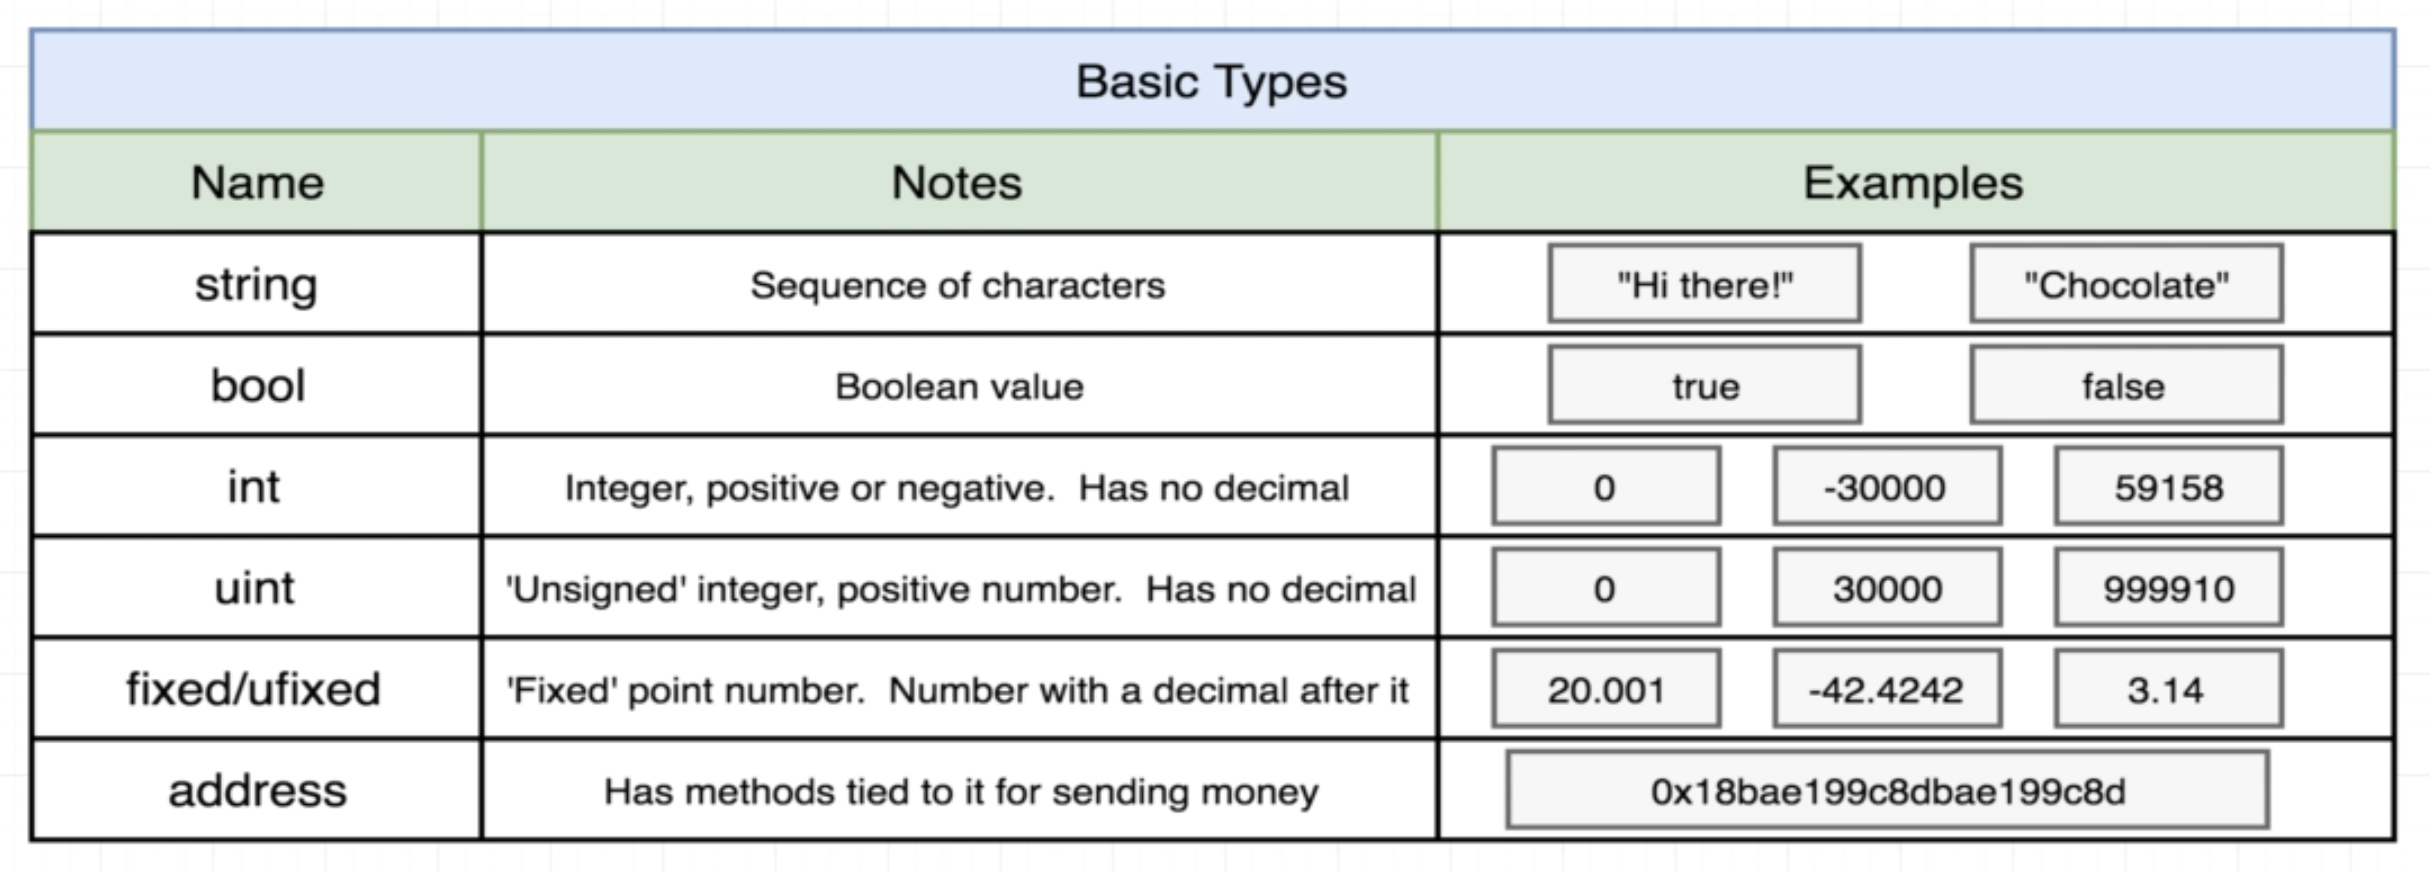 Basic Types
Name Notes Examples
string Sequence of characters "Hi there!" "Chocolate"
bool Boolean value true false
int Integer, positive or negative.  Has no decimal 0 -30000 59158
uint 'Unsigned' integer, positive number.  Has no decimal 0 30000 999910
fixed/ufixed 'Fixed' point number.  Number with a decimal after it 20.001 -42.4242 3.14
address Has methods tied to it for sending money 0x18bae199c8dbae199c8d